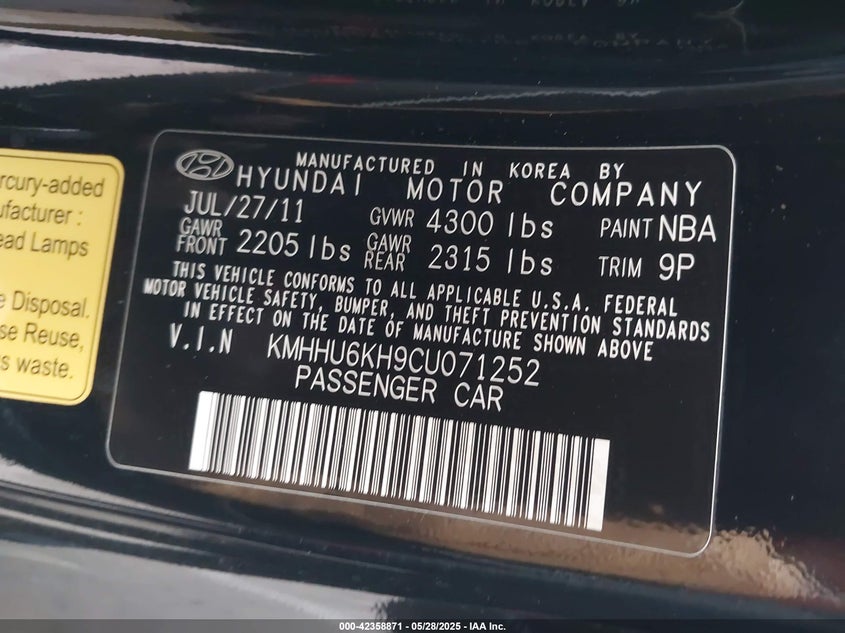 rcury-added
ufacturer :
ead Lamps
e Disposal.
se Reuse,
s waste.
MANUFACTURED IN KOREA BY
HYUNDAI MOTOR COMPANY
JUL/27/11 GVWR 4300 lbs PAINT NBA
GAWR FRONT 2205 lbs GAWR REAR 2315 lbs TRIM 9P
THIS VEHICLE CONFORMS TO ALL APPLICABLE U.S.A. FEDERAL
MOTOR VEHICLE SAFETY, BUMPER, AND THEFT PREVENTION STANDARDS
IN EFFECT ON THE DATE OF MANUFACTURE SHOWN ABOVE
V.I.N KMHHU6KH9CU071252
PASSENGER CAR
000-42358871 — 05/28/2025 — IAA Inc.